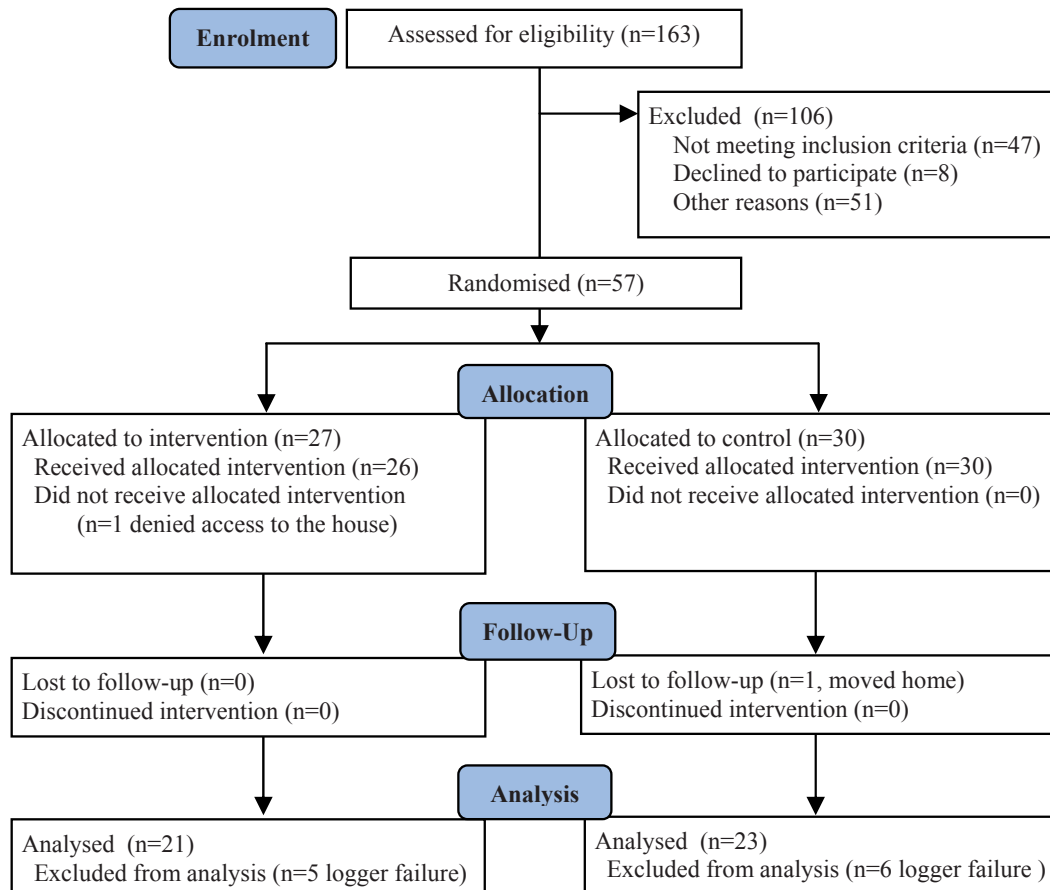 Enrolment
Assessed for eligibility (n=163)
Excluded (n=106)
Not meeting inclusion criteria (n=47)
Declined to participate (n=8)
Other reasons (n=51)
Randomised (n=57)
Allocation
Allocated to intervention (n=27)
Received allocated intervention (n=26)
Did not receive allocated intervention
(n=1 denied access to the house)
Allocated to control (n=30)
Received allocated intervention (n=30)
Did not receive allocated intervention (n=0)
Follow-Up
Lost to follow-up (n=0)
Discontinued intervention (n=0)
Lost to follow-up (n=1, moved home)
Discontinued intervention (n=0)
Analysis
Analysed (n=21)
Excluded from analysis (n=5 logger failure)
Analysed (n=23)
Excluded from analysis (n=6 logger failure )